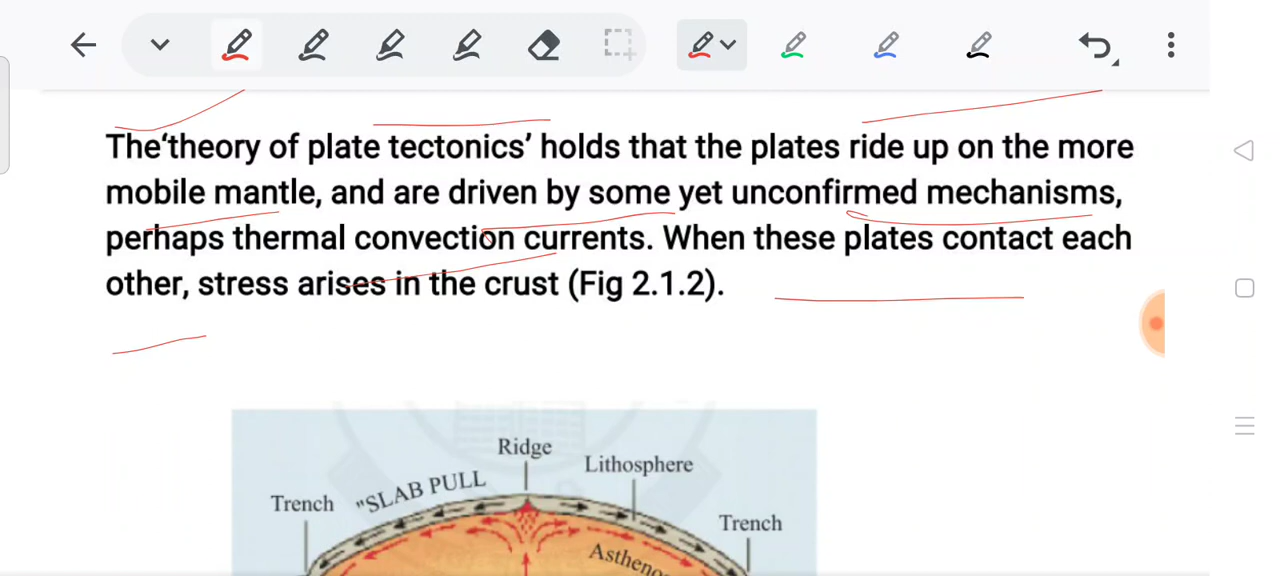 The‘theory of plate tectonics’ holds that the plates ride up on the more
mobile mantle, and are driven by some yet unconfirmed mechanisms,
perhaps thermal convection currents. When these plates contact each
other, stress arises in the crust (Fig 2.1.2).
Ridge
Lithosphere
"SLAB PULL
Trench
Trench